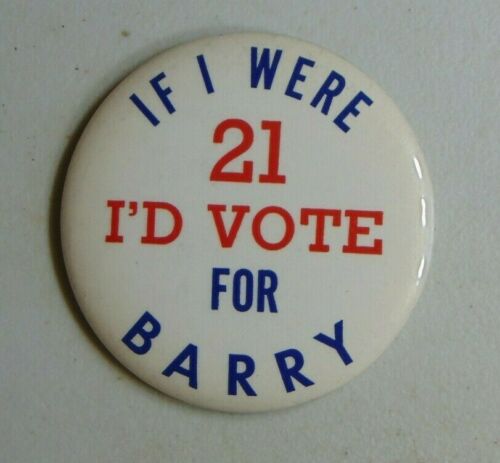 IF I WERE
21
I'D VOTE
FOR
BARRY